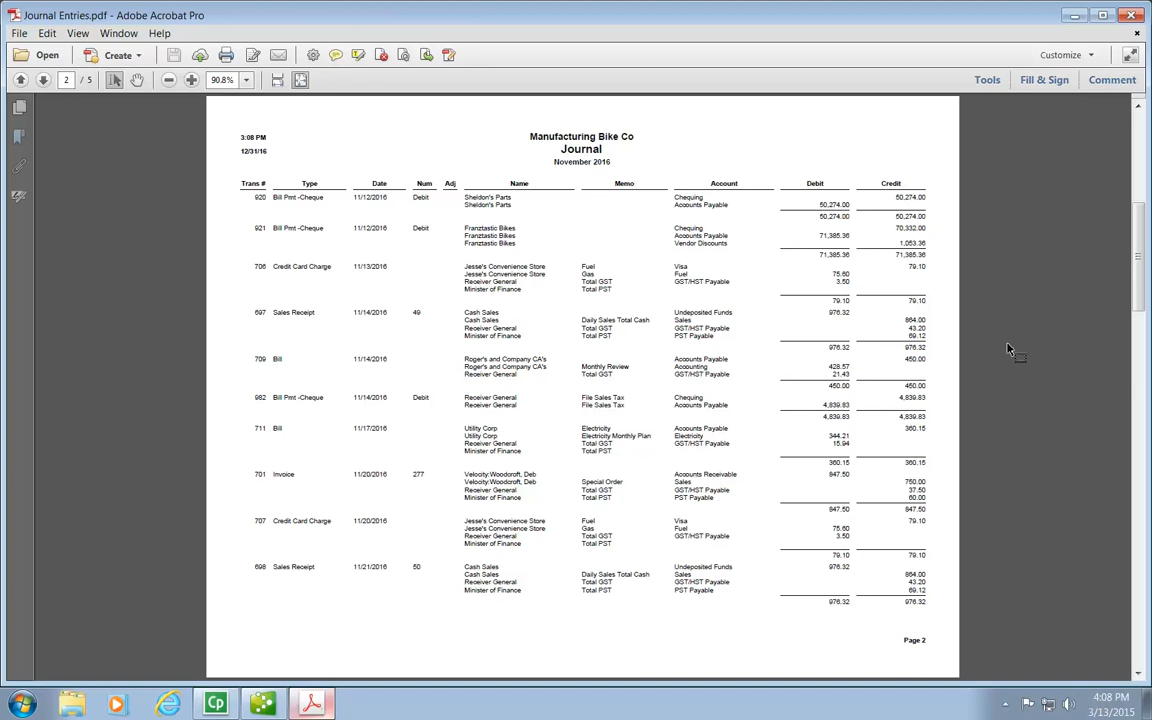 Journal Entries.pdf - Adobe Acrobat Pro
File Edit View Window Help
Open Create Customize
2 / 5 90.8% Tools Fill & Sign Comment
3:08 PM Manufacturing Bike Co
12/31/16 Journal
November 2016
Trans # Type Date Num Adj Name Memo Account Debit Credit
920 Bill Pmt -Cheque 11/12/2016 Debit Sheldon's Parts Chequing 50,274.00
Sheldon's Parts Accounts Payable 50,274.00
50,274.00 50,274.00
921 Bill Pmt -Cheque 11/12/2016 Debit Franztastic Bikes Chequing 70,332.00
Franztastic Bikes Accounts Payable 71,385.36
Franztastic Bikes Vendor Discounts 1,053.36
71,385.36 71,385.36
706 Credit Card Charge 11/13/2016 Jesse's Convenience Store Fuel Visa 79.10
Jesse's Convenience Store Gas Fuel 75.60
Receiver General Total GST GST/HST Payable 3.50
Minister of Finance Total PST
79.10 79.10
697 Sales Receipt 11/14/2016 49 Cash Sales Undeposited Funds 976.32
Cash Sales Daily Sales Total Cash Sales 864.00
Receiver General Total GST GST/HST Payable 43.20
Minister of Finance Total PST PST Payable 69.12
976.32 976.32
709 Bill 11/14/2016 Roger's and Company CA's Accounts Payable 450.00
Roger's and Company CA's Monthly Review Accounting 428.57
Receiver General Total GST GST/HST Payable 21.43
450.00 450.00
982 Bill Pmt -Cheque 11/14/2016 Debit Receiver General File Sales Tax Chequing 4,839.83
Receiver General File Sales Tax Accounts Payable 4,839.83
4,839.83 4,839.83
711 Bill 11/17/2016 Utility Corp Electricity Accounts Payable 360.15
Utility Corp Electricity Monthly Plan Electricity 344.21
Receiver General Total GST GST/HST Payable 15.94
Minister of Finance Total PST
360.15 360.15
701 Invoice 11/20/2016 277 Velocity:Woodcroft, Deb Accounts Receivable 847.50
Velocity:Woodcroft, Deb Special Order Sales 750.00
Receiver General Total GST GST/HST Payable 37.50
Minister of Finance Total PST PST Payable 60.00
847.50 847.50
707 Credit Card Charge 11/20/2016 Jesse's Convenience Store Fuel Visa 79.10
Jesse's Convenience Store Gas Fuel 75.60
Receiver General Total GST GST/HST Payable 3.50
Minister of Finance Total PST
79.10 79.10
698 Sales Receipt 11/21/2016 50 Cash Sales Undeposited Funds 976.32
Cash Sales Daily Sales Total Cash Sales 864.00
Receiver General Total GST GST/HST Payable 43.20
Minister of Finance Total PST PST Payable 69.12
976.32 976.32
Page 2
Cp
4:08 PM
3/13/2015